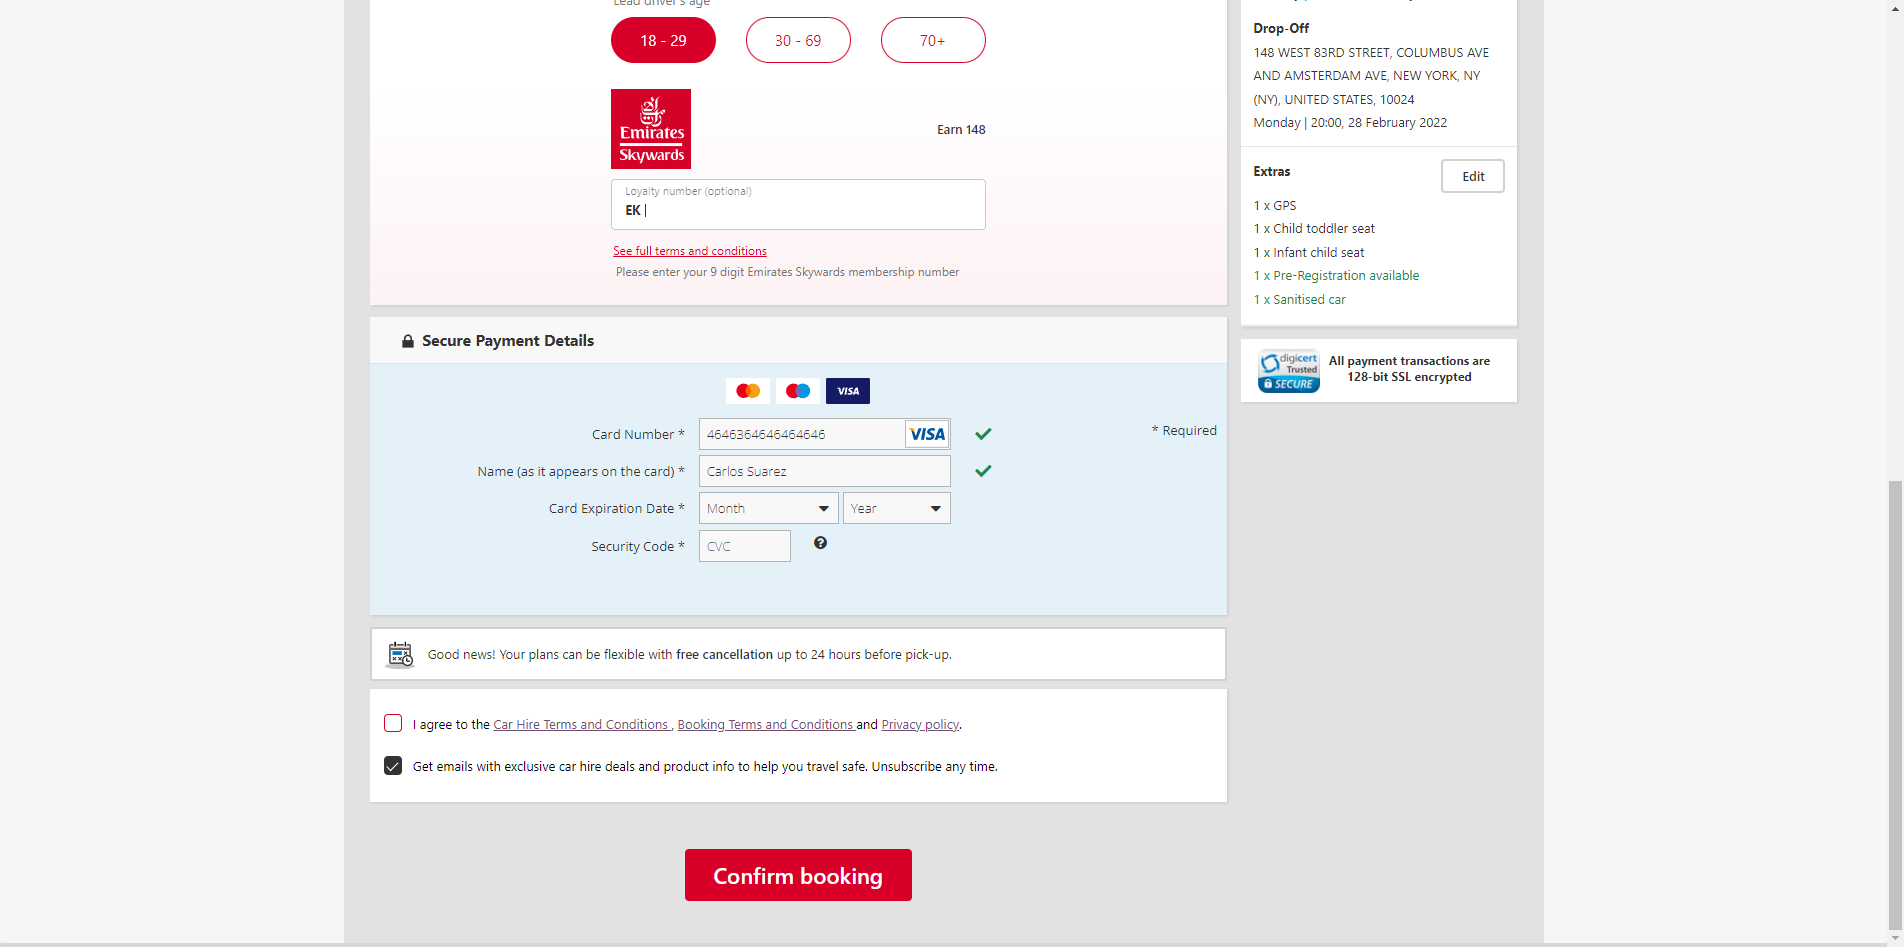 Lead driver's age
18 - 29
30 - 69
70+
Emirates
Skywards
Earn 148
Loyalty number (optional)
EK
See full terms and conditions
Please enter your 9 digit Emirates Skywards membership number
Secure Payment Details
VISA
Card Number *
4646364646464646
VISA
* Required
Name (as it appears on the card) *
Carlos Suarez
Card Expiration Date *
Month
Year
Security Code *
CVC
Good news! Your plans can be flexible with free cancellation up to 24 hours before pick-up.
I agree to the Car Hire Terms and Conditions , Booking Terms and Conditions and Privacy policy.
Get emails with exclusive car hire deals and product info to help you travel safe. Unsubscribe any time.
Confirm booking
Drop-Off
148 WEST 83RD STREET, COLUMBUS AVE
AND AMSTERDAM AVE, NEW YORK, NY
(NY), UNITED STATES, 10024
Monday | 20:00, 28 February 2022
Extras
Edit
1 x GPS
1 x Child toddler seat
1 x Infant child seat
1 x Pre-Registration available
1 x Sanitised car
digicert
Trusted
SECURE
All payment transactions are
128-bit SSL encrypted